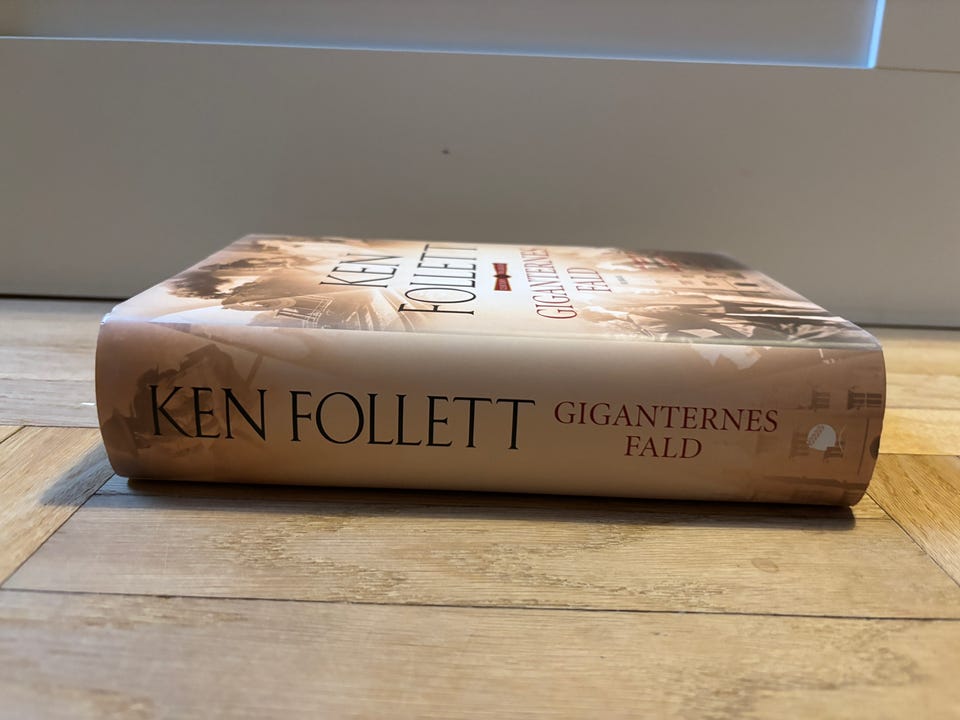 KEN
FOLLETT
GIGANTERNES
FALD
KEN FOLLETT
GIGANTERNES
FALD